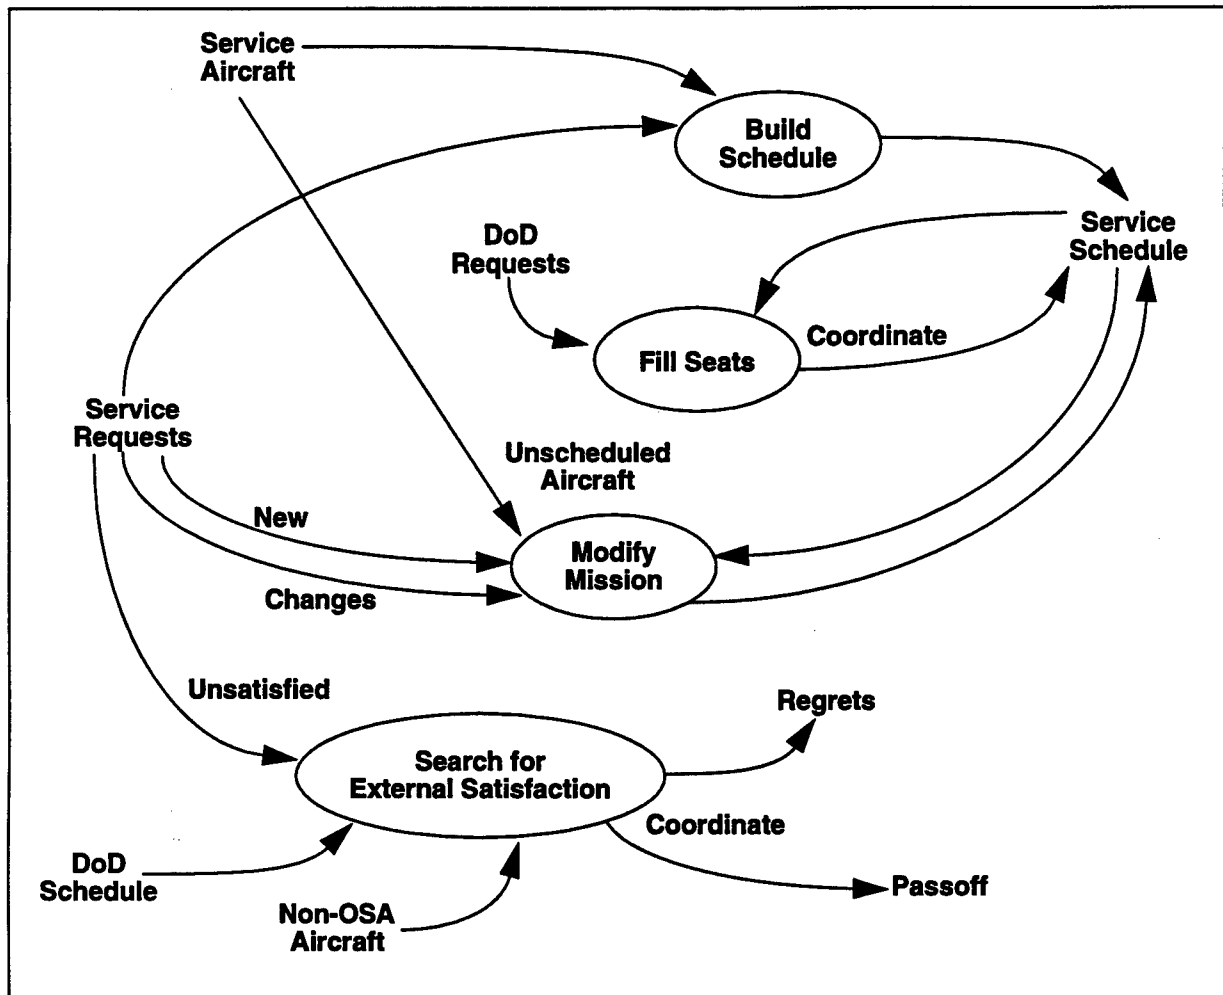 Service
Aircraft
Build
Schedule
DoD
Requests
Service
Schedule
Fill Seats
Coordinate
Service
Requests
Unscheduled
Aircraft
New
Modify
Mission
Changes
Unsatisfied
Regrets
Search for
External Satisfaction
Coordinate
DoD
Schedule
Passoff
Non-OSA
Aircraft